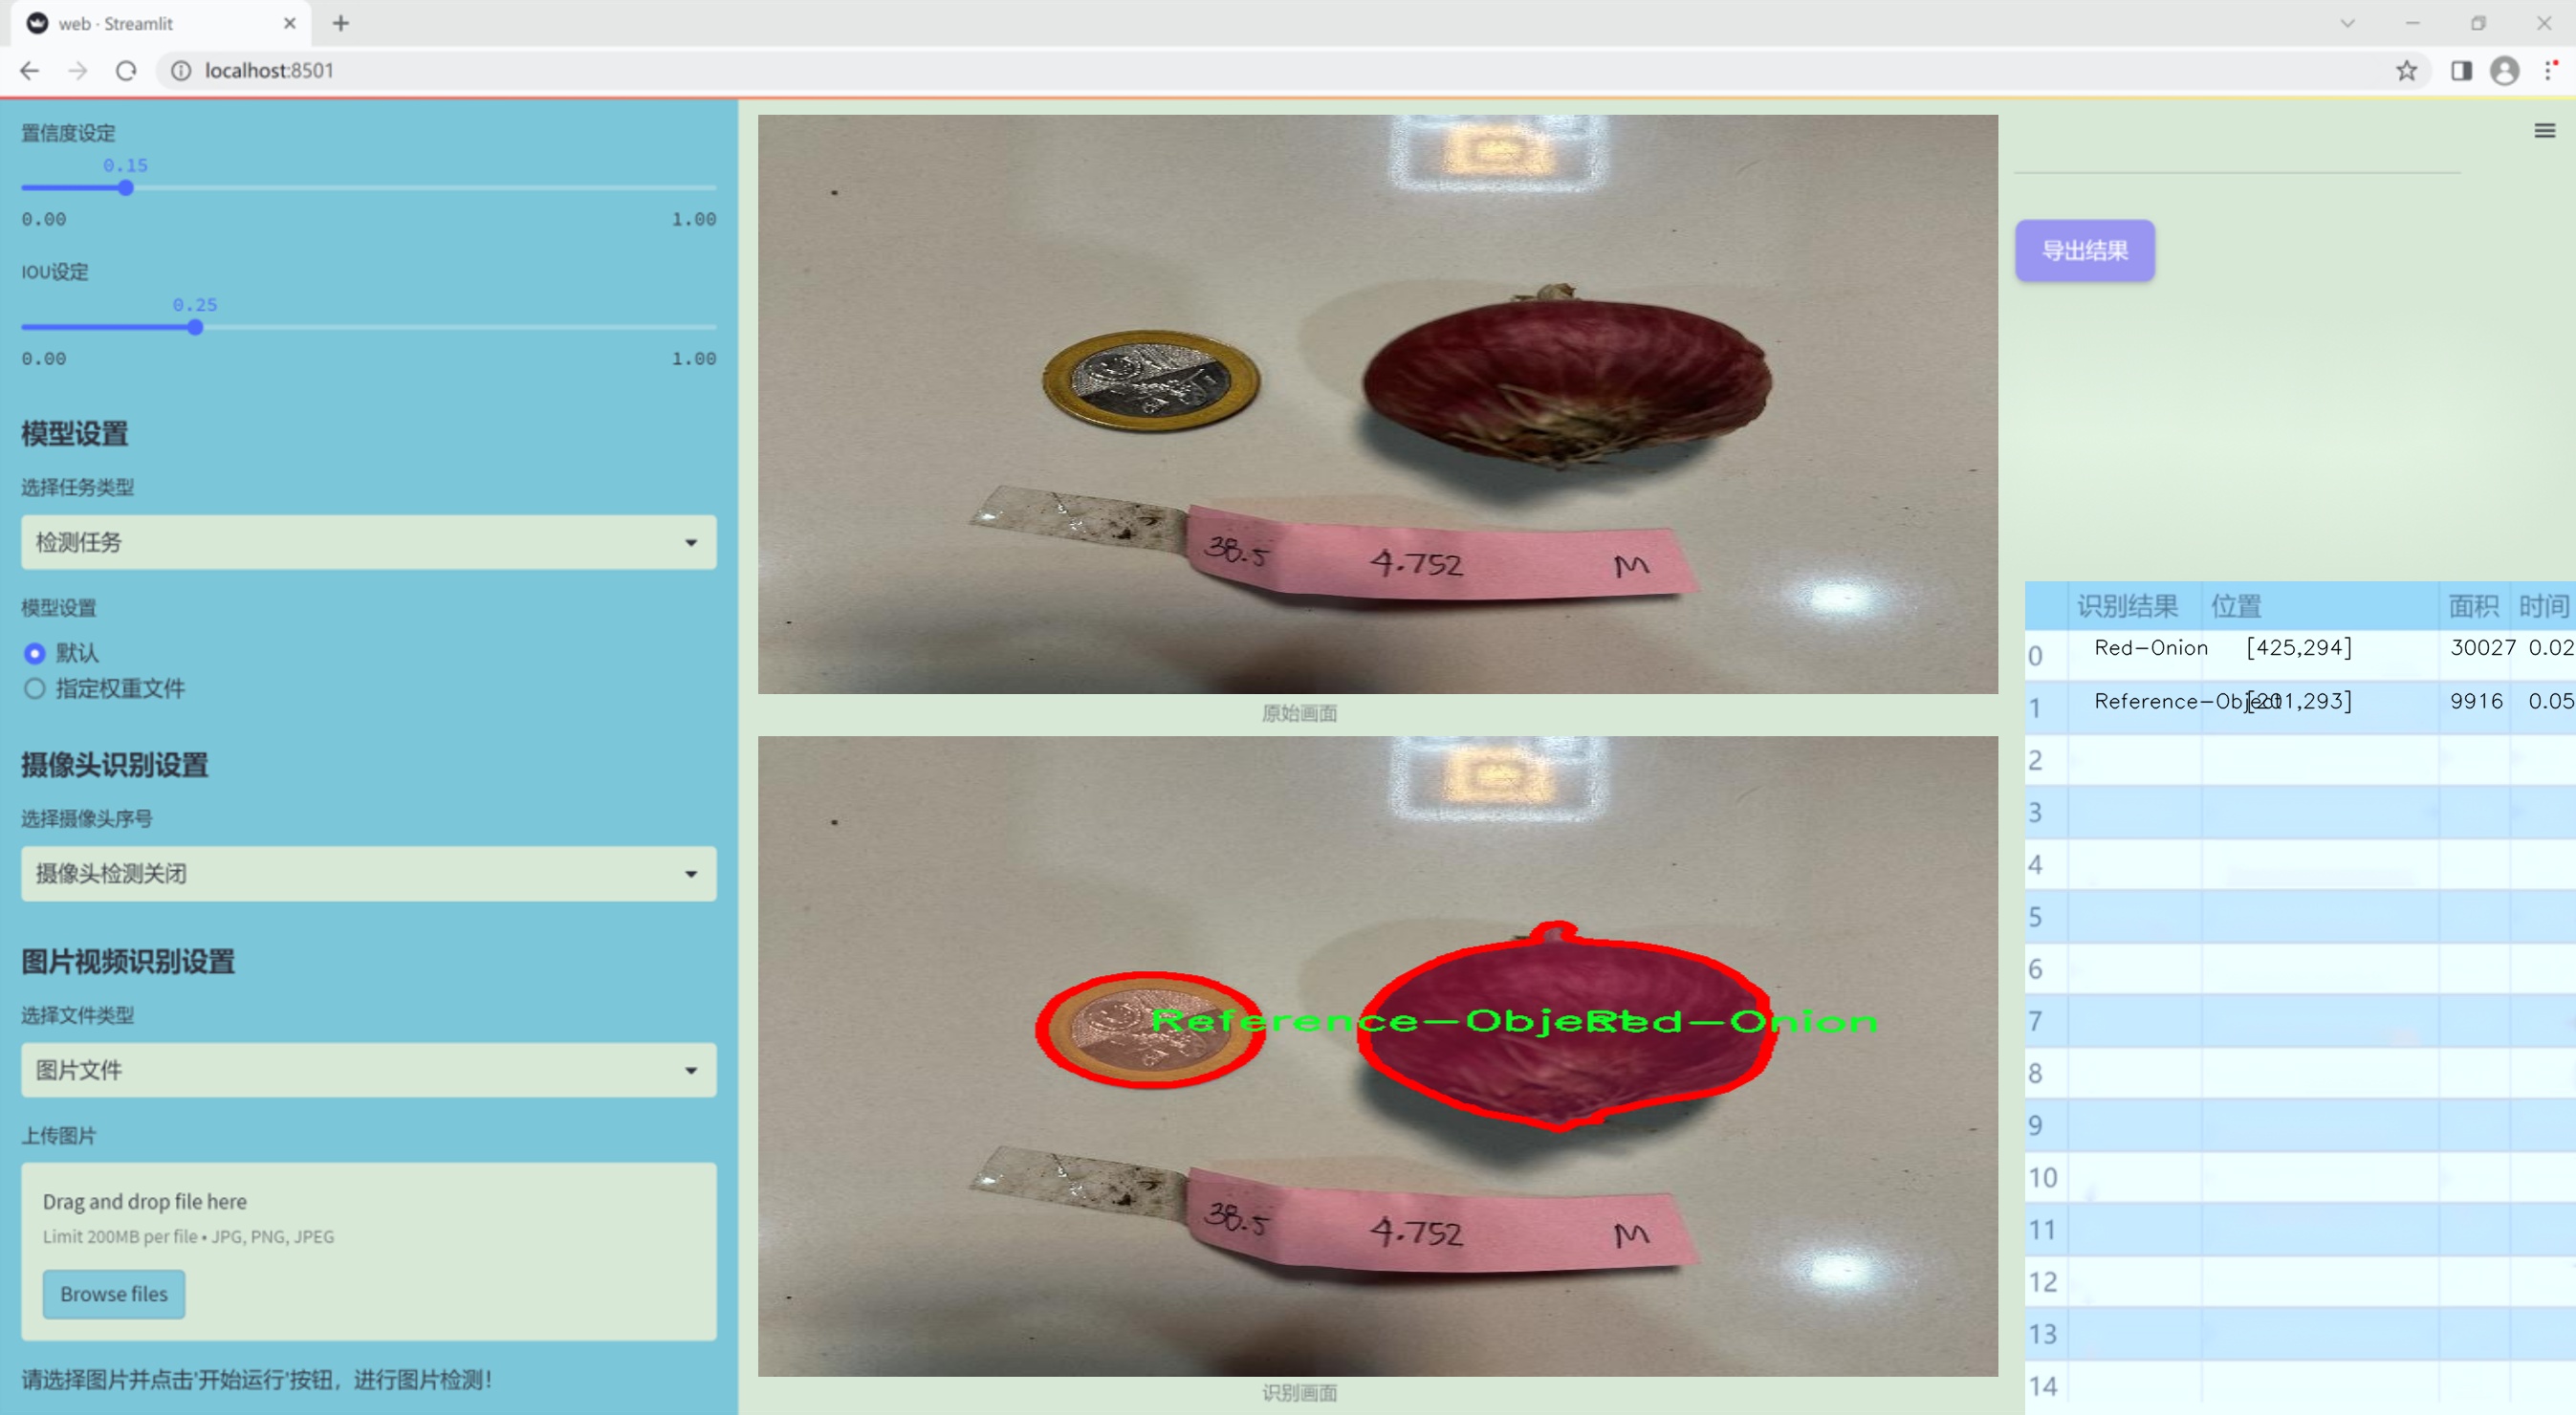 web · Streamlit
localhost:8501
置信度设定
0.15
0.00 1.00
IOU设定
0.25
0.00 1.00
模型设置
选择任务类型
检测任务
模型设置
默认
指定权重文件
摄像头识别设置
选择摄像头序号
摄像头检测关闭
图片视频识别设置
选择文件类型
图片文件
上传图片
Drag and drop file here
Limit 200MB per file • JPG, PNG, JPEG
Browse files
请选择图片并点击'开始运行'按钮，进行图片检测！
38.5 4.752 M
原始画面
Reference-Object Red-Onion
38.5 4.752 M
识别画面
导出结果
识别结果 位置 面积 时间
0 Red-Onion [425,294] 30027 0.02
1 Reference-Object [201,293] 9916 0.05
2
3
4
5
6
7
8
9
10
11
12
13
14